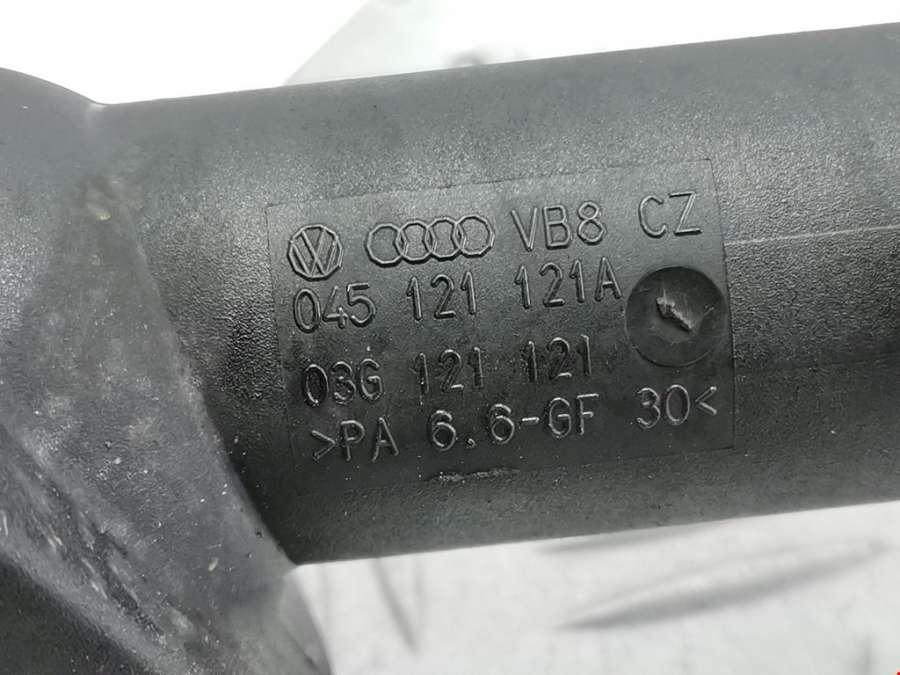 VB8 CZ
045 121 121A
03G 121 121
>PA 6.6-GF 30<